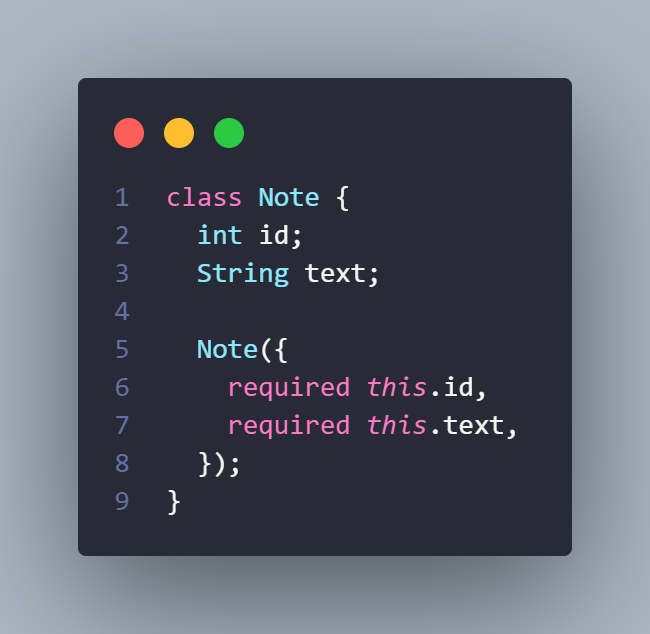 1 class Note {
2   int id;
3   String text;
4
5   Note({
6     required this.id,
7     required this.text,
8   });
9 }